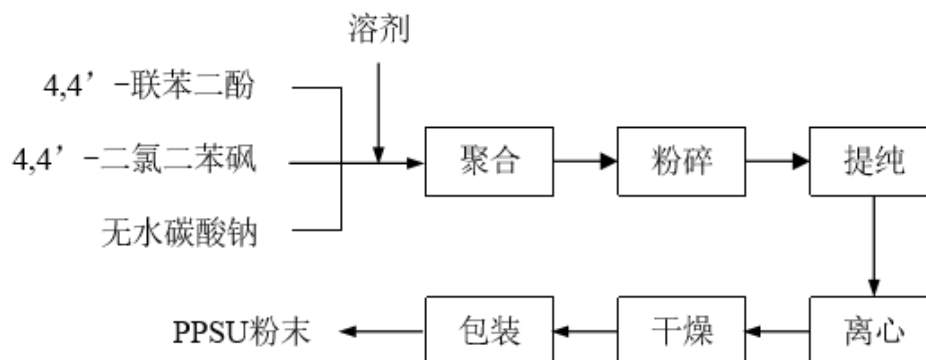 溶剂
4,4’-联苯二酚
4,4’-二氯二苯砜
无水碳酸钠
聚合
粉碎
提纯
PPSU粉末
包装
干燥
离心